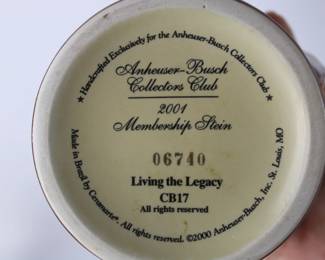 ★ Handcrafted Exclusively for the Anheuser-Busch Collectors Club ★
Anheuser-Busch
Collectors Club
2001
Membership Stein
06740
Living the Legacy
CB17
All rights reserved
Made in Brazil by Ceramarte®. All rights reserved. ©2000 Anheuser-Busch, Inc. St. Louis, MO